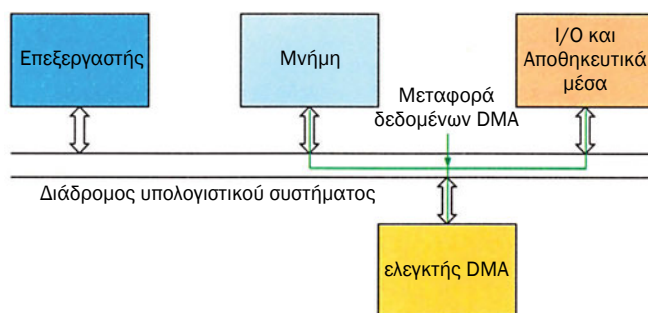 Επεξεργαστής
Μνήμη
I/O και
Αποθηκευτικά
μέσα
Μεταφορά
δεδομένων DMA
Διάδρομος υπολογιστικού συστήματος
ελεγκτής DMA